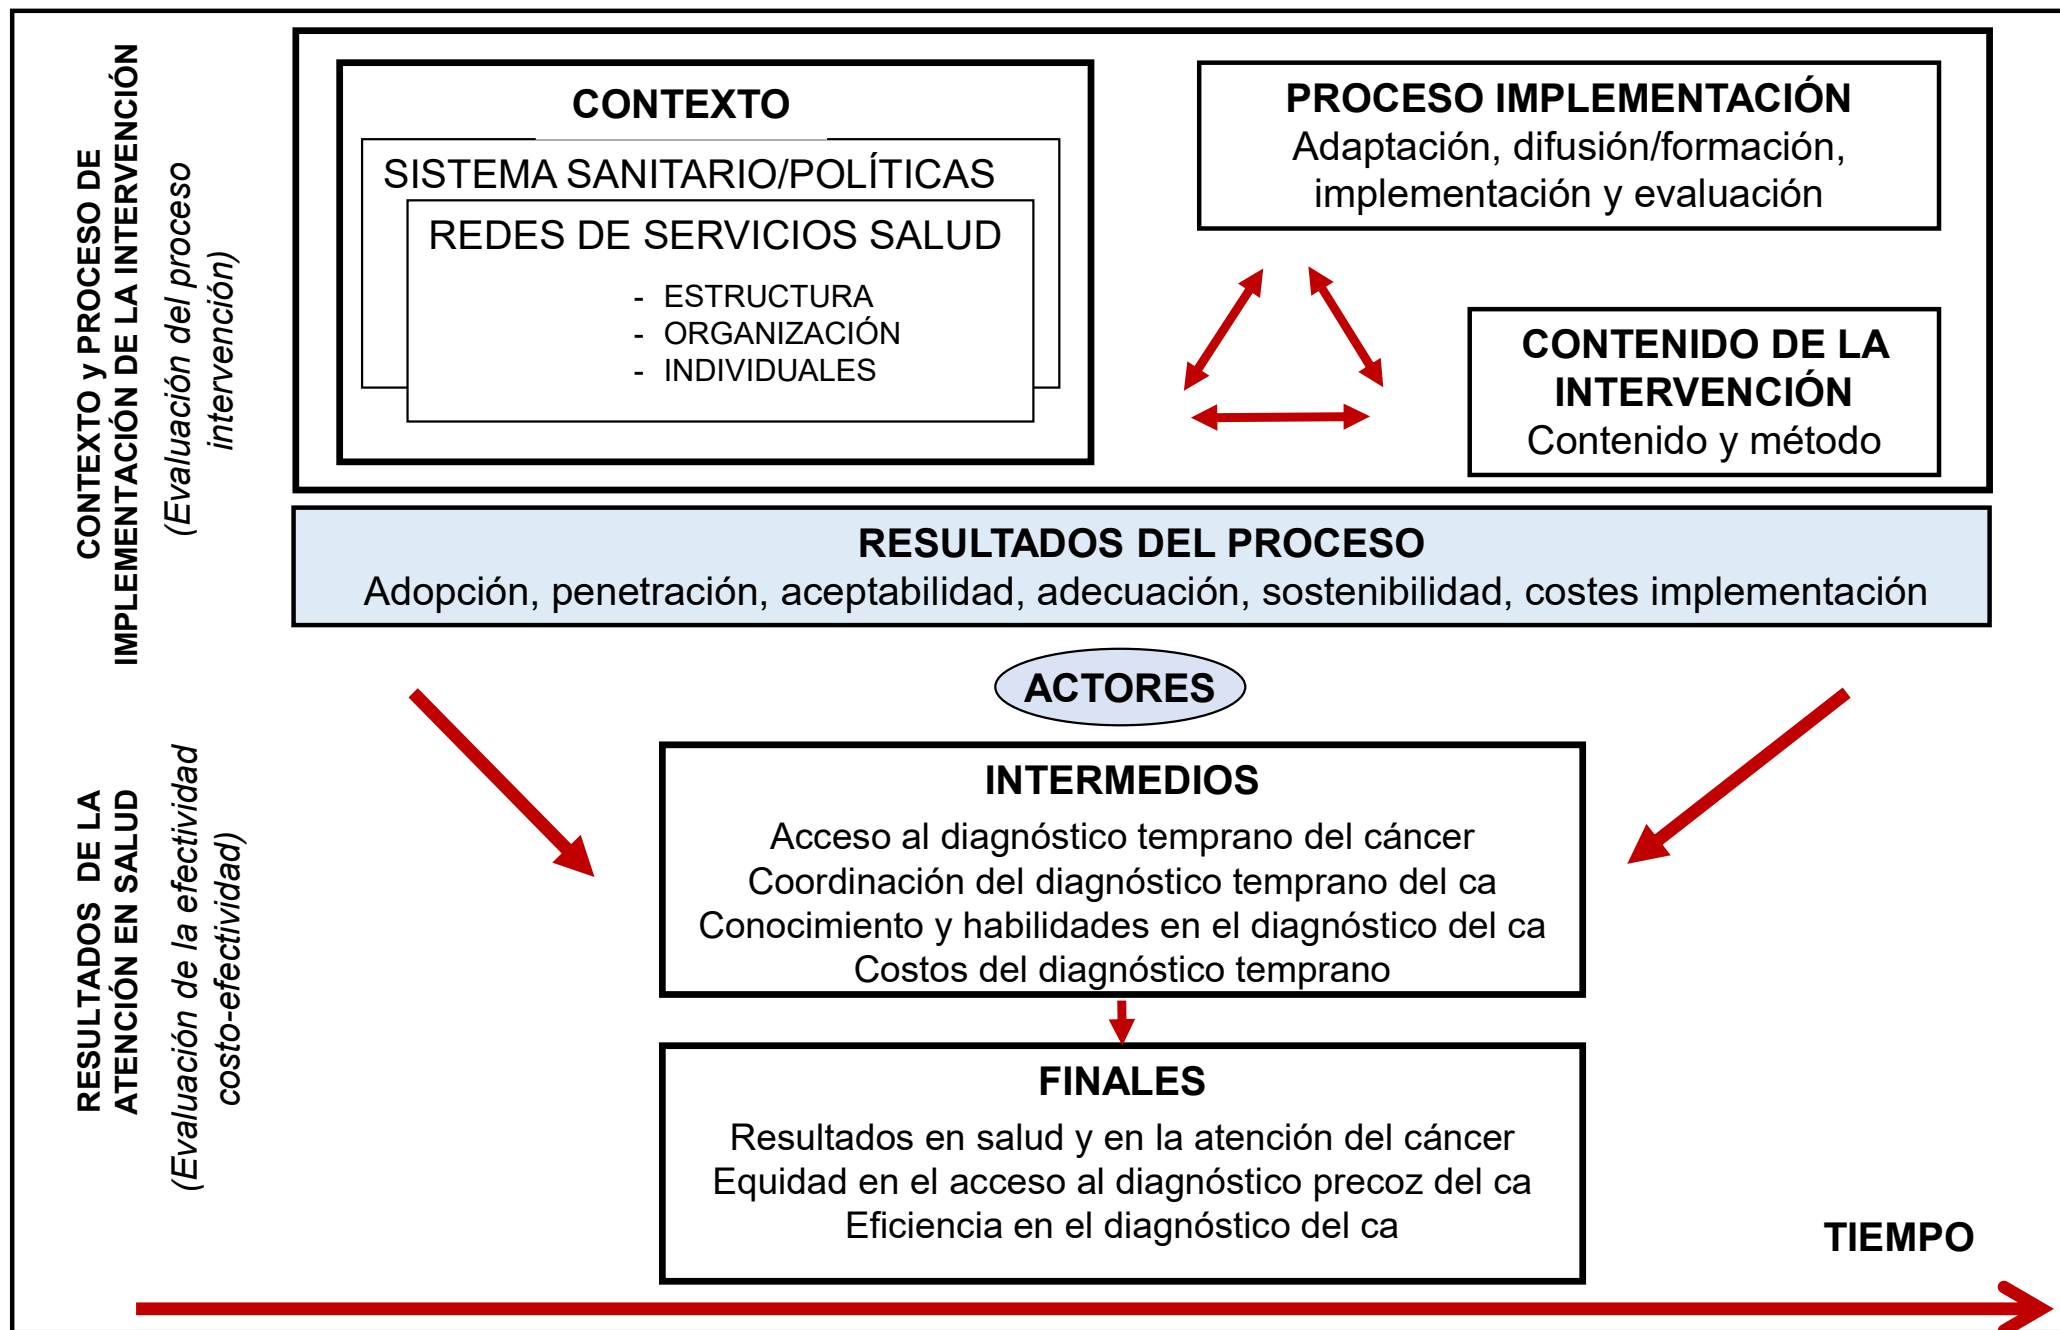 CONTEXTO y PROCESO DE
IMPLEMENTACIÓN DE LA INTERVENCIÓN
(Evaluación del proceso
intervención)
CONTEXTO
SISTEMA SANITARIO/POLÍTICAS
REDES DE SERVICIOS SALUD
- ESTRUCTURA
- ORGANIZACIÓN
- INDIVIDUALES
PROCESO IMPLEMENTACIÓN
Adaptación, difusión/formación,
implementación y evaluación
CONTENIDO DE LA
INTERVENCIÓN
Contenido y método
RESULTADOS DEL PROCESO
Adopción, penetración, aceptabilidad, adecuación, sostenibilidad, costes implementación
ACTORES
RESULTADOS DE LA
ATENCIÓN EN SALUD
(Evaluación de la efectividad
costo-efectividad)
INTERMEDIOS
Acceso al diagnóstico temprano del cáncer
Coordinación del diagnóstico temprano del ca
Conocimiento y habilidades en el diagnóstico del ca
Costos del diagnóstico temprano
FINALES
Resultados en salud y en la atención del cáncer
Equidad en el acceso al diagnóstico precoz del ca
Eficiencia en el diagnóstico del ca
TIEMPO